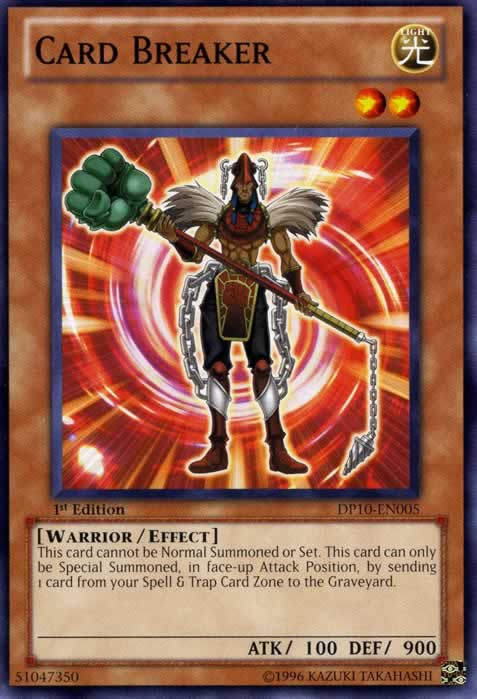 CARD BREAKER
LIGHT
光
1st Edition
DP10-EN005
[WARRIOR / EFFECT]
This card cannot be Normal Summoned or Set. This card can only
be Special Summoned, in face-up Attack Position, by sending
1 card from your Spell & Trap Card Zone to the Graveyard.
ATK/ 100 DEF/ 900
51047350
©1996 KAZUKI TAKAHASHI